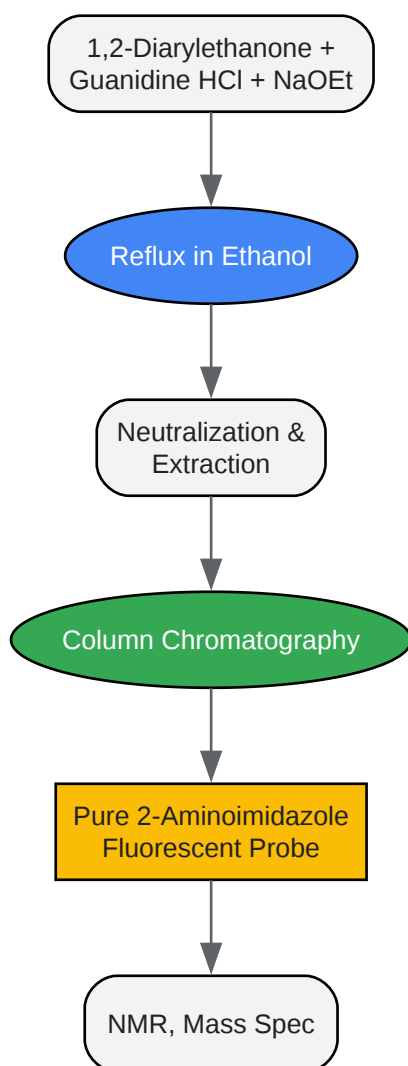 1,2-Diarylethanone +
Guanidine HCl + NaOEt
Reflux in Ethanol
Neutralization &
Extraction
Column Chromatography
Pure 2-Aminoimidazole
Fluorescent Probe
NMR, Mass Spec